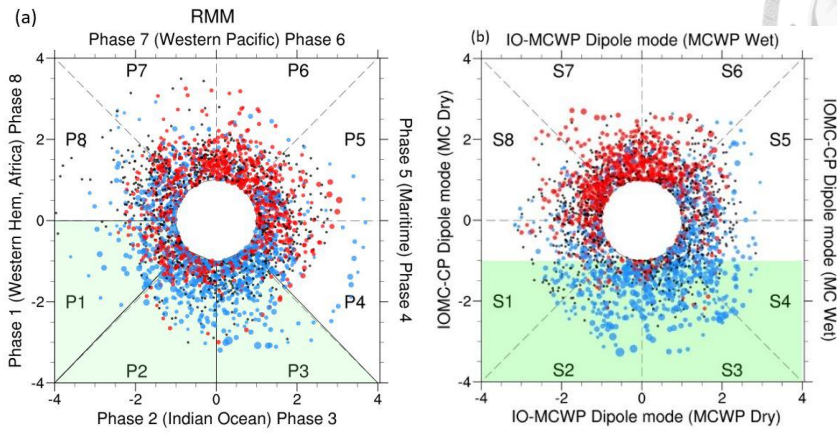 (a)
RMM
Phase 7 (Western Pacific) Phase 6
4
2
0
-2
-4
-4
-2
0
2
4
P7
P6
P8
P5
P1
P4
P2
P3
Phase 1 (Western Hem, Africa) Phase 8
Phase 5 (Maritime) Phase 4
Phase 2 (Indian Ocean) Phase 3
(b)
IO-MCWP Dipole mode (MCWP Wet)
4
2
0
-2
-4
-4
-2
0
2
4
S7
S6
S8
S5
S1
S4
S2
S3
IOMC-CP Dipole mode (MC Dry)
IOMC-CP Dipole mode (MC Wet)
IO-MCWP Dipole mode (MCWP Dry)